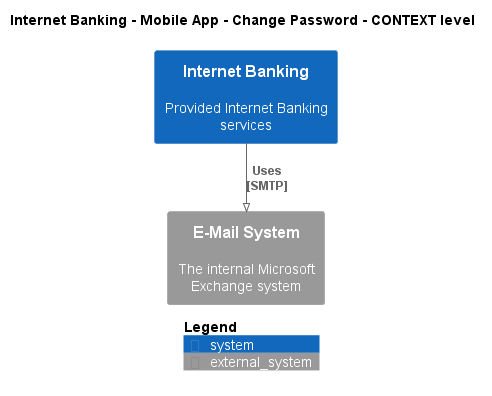 Internet Banking - Mobile App - Change Password - CONTEXT level
Internet Banking
Provided Internet Banking
services
Uses
[SMTP]
E-Mail System
The internal Microsoft
Exchange system
Legend
system
external_system